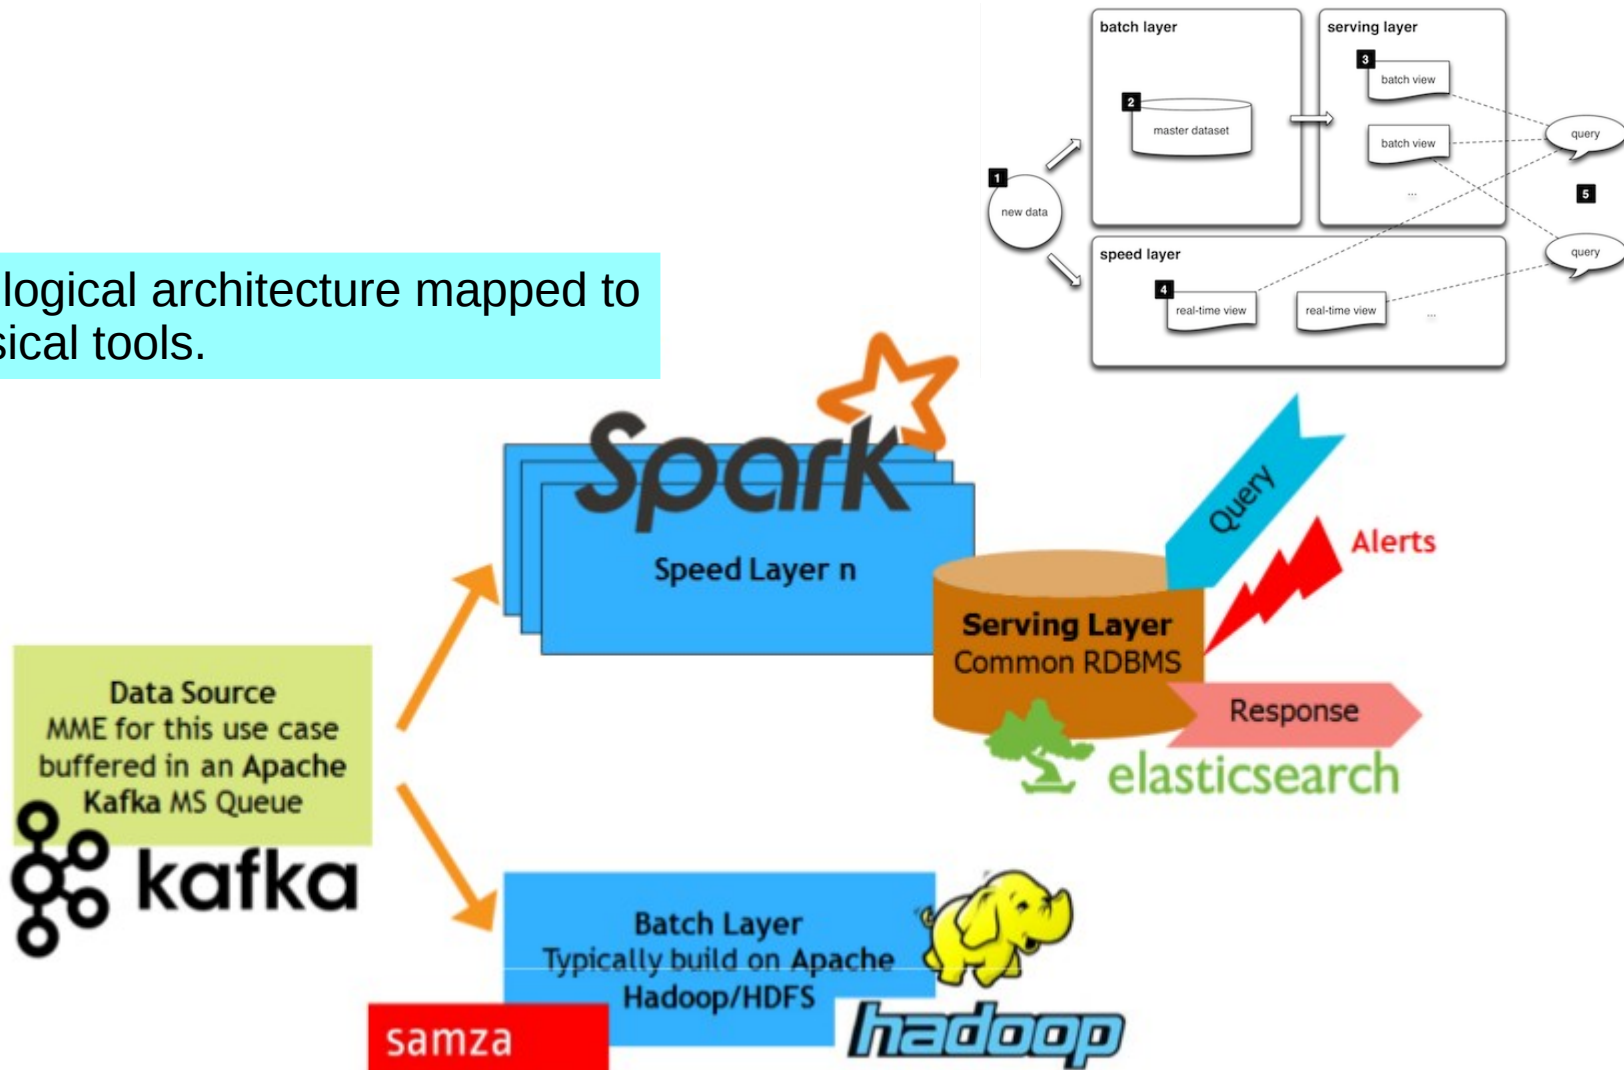 batch layer
serving layer
3
batch view
2
master dataset
query
batch view
1
...
5
new data
query
speed layer
4
real-time view
real-time view
...
logical architecture mapped to
sical tools.
Spark
Speed Layer n
Query
Alerts
Serving Layer
Common RDBMS
Response
elasticsearch
Data Source
MME for this use case
buffered in an Apache
Kafka MS Queue
kafka
Batch Layer
Typically build on Apache
Hadoop/HDFS
samza
hadoop